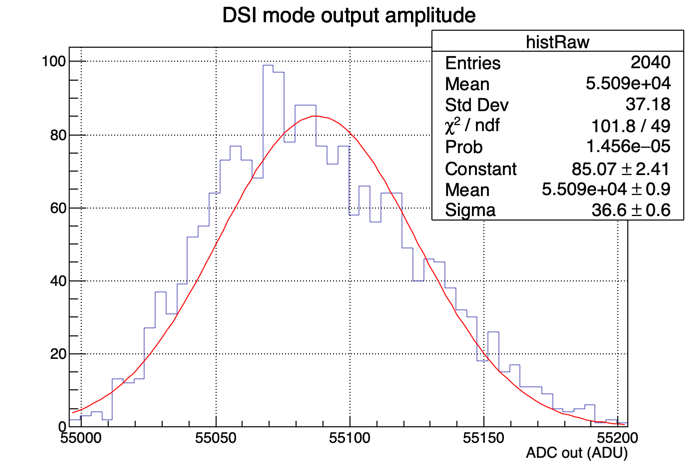 DSI mode output amplitude
histRaw
Entries 2040
Mean 5.509e+04
Std Dev 37.18
χ² / ndf 101.8 / 49
Prob 1.456e−05
Constant 85.07 ± 2.41
Mean 5.509e+04 ± 0.9
Sigma 36.6 ± 0.6
100
80
60
40
20
0
55000 55050 55100 55150 55200
ADC out (ADU)